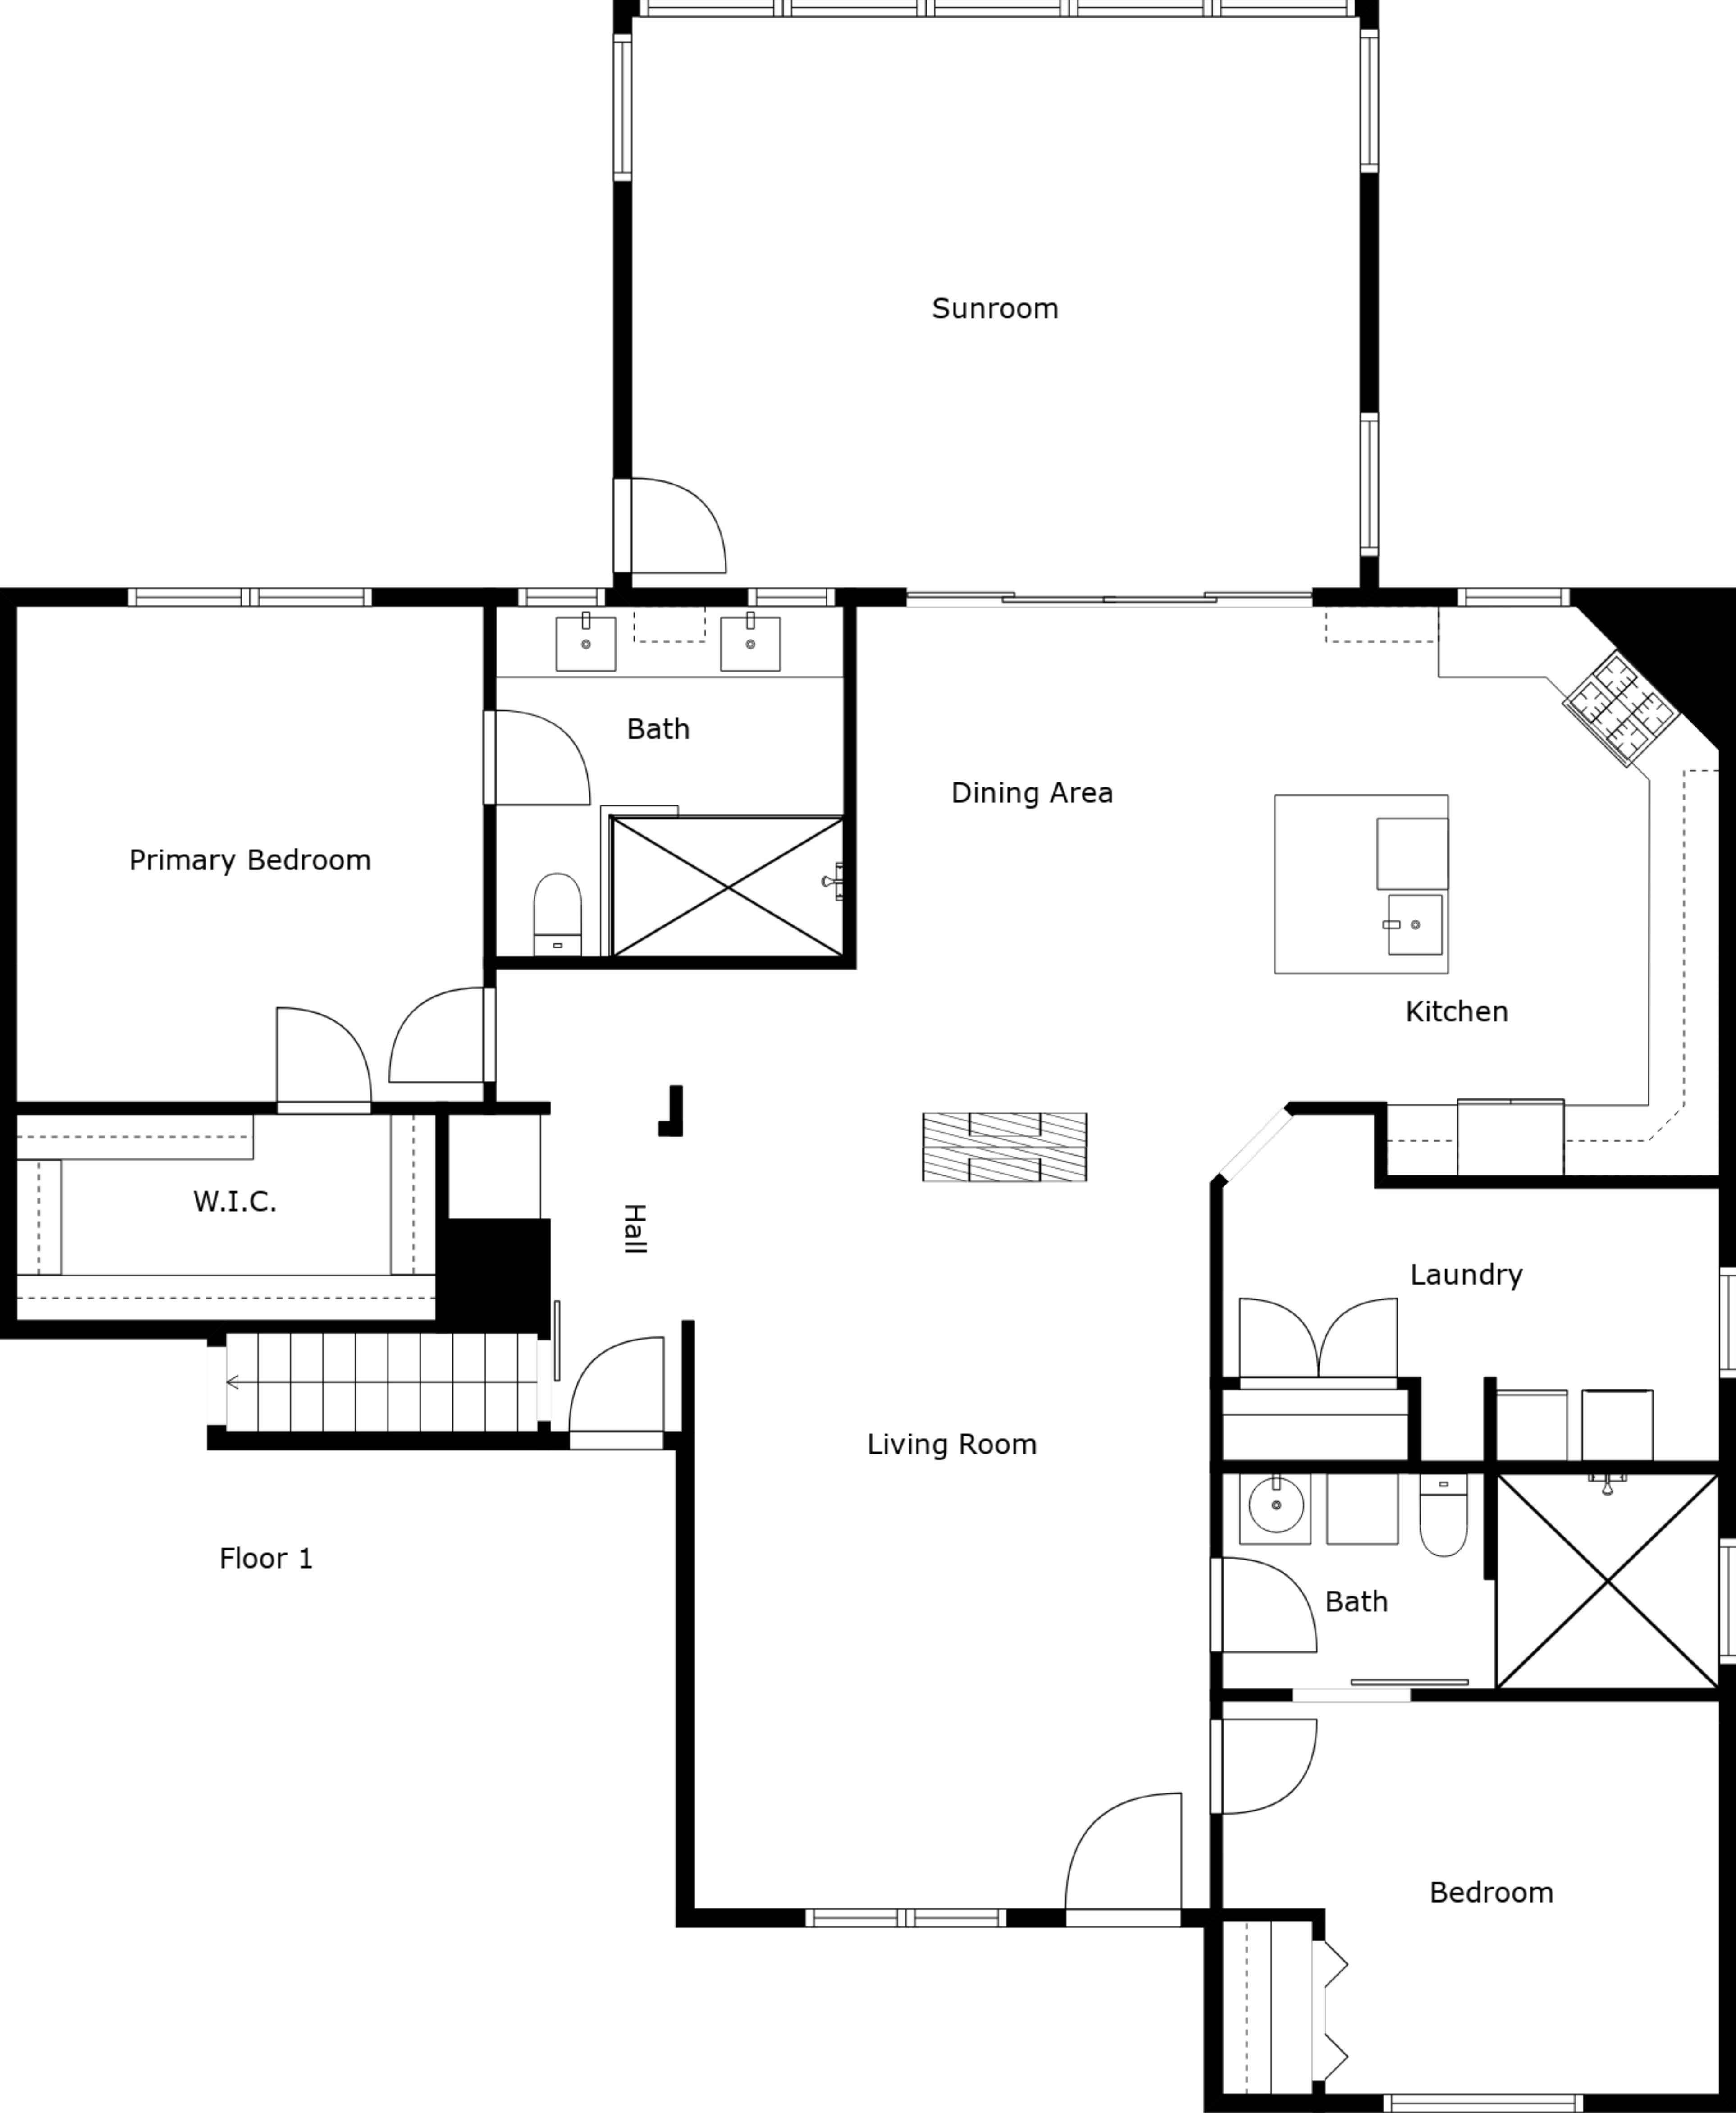 Sunroom
Bath
Dining Area
Primary Bedroom
Kitchen
W.I.C.
Hall
Laundry
Living Room
Floor 1
Bath
Bedroom